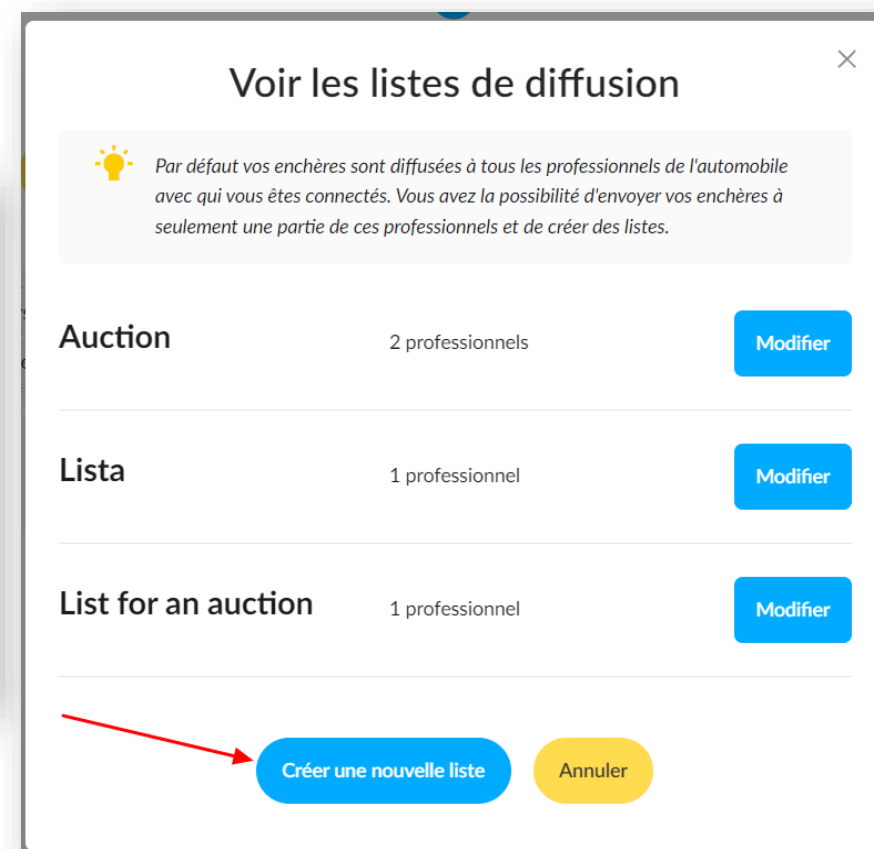 Voir les listes de diffusion
Par défaut vos enchères sont diffusées à tous les professionnels de l'automobile
avec qui vous êtes connectés. Vous avez la possibilité d'envoyer vos enchères à
seulement une partie de ces professionnels et de créer des listes.
Auction 2 professionnels Modifier
Lista 1 professionnel Modifier
List for an auction 1 professionnel Modifier
Créer une nouvelle liste Annuler